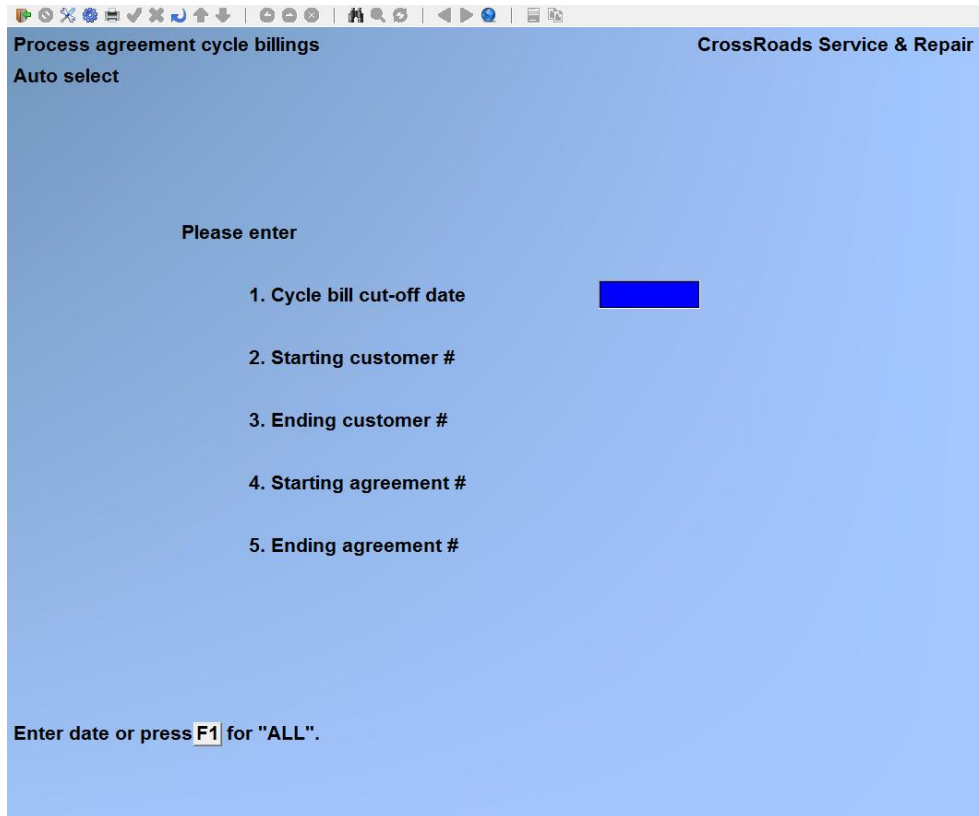 Process agreement cycle billings CrossRoads Service & Repair
Auto select
Please enter
1. Cycle bill cut-off date
2. Starting customer #
3. Ending customer #
4. Starting agreement #
5. Ending agreement #
Enter date or press F1 for "ALL".